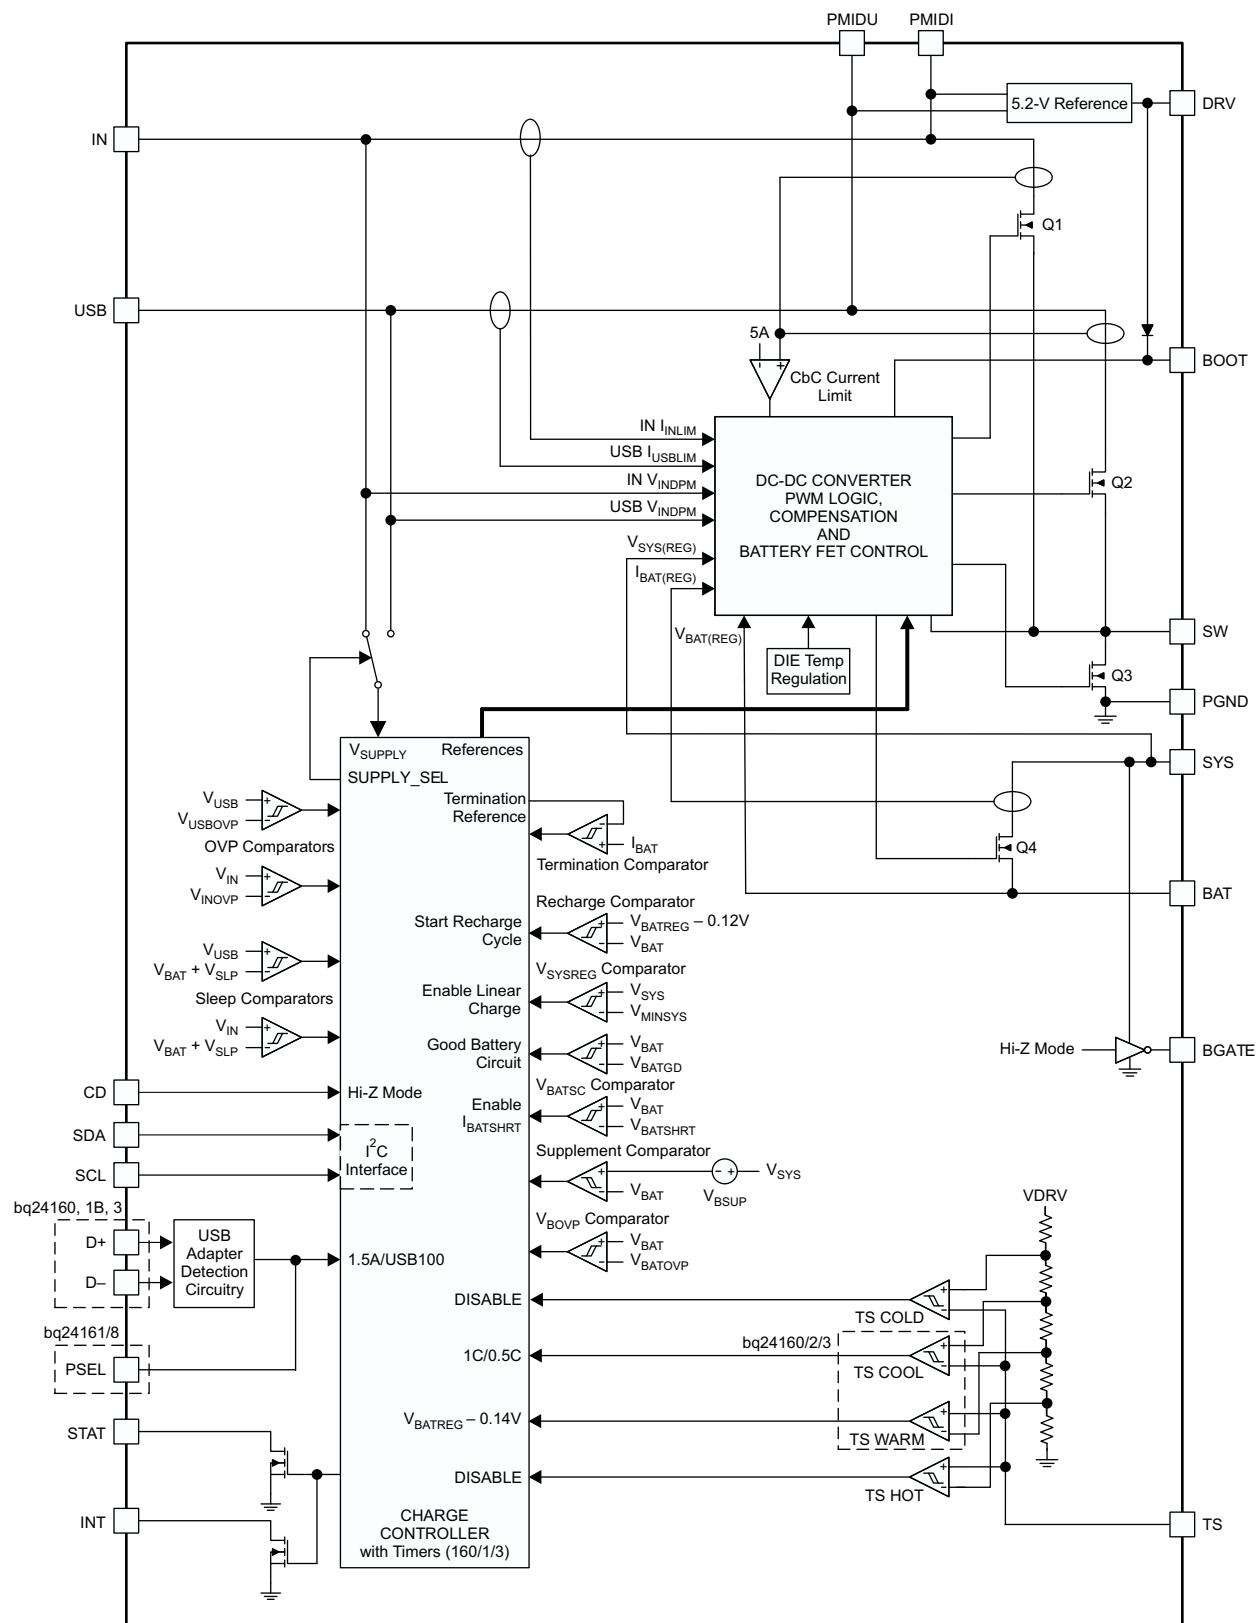 PMIDU PMIDI
5.2-V Reference
DRV
IN
Q1
USB
5A
- +
CbC Current
Limit
BOOT
IN I_INLIM
USB I_USBLIM
IN V_INDPM
USB V_INDPM
V_SYS(REG)
I_BAT(REG)
DC-DC CONVERTER
PWM LOGIC,
COMPENSATION
AND
BATTERY FET CONTROL
Q2
V_BAT(REG)
DIE Temp
Regulation
SW
Q3
PGND
V_SUPPLY
References
SUPPLY_SEL
SYS
V_USB +
V_USBOVP -
OVP Comparators
Termination
Reference
-
+ I_BAT
Termination Comparator
Q4
V_IN +
V_INOVP -
BAT
Recharge Comparator
Start Recharge
Cycle
+ V_BATREG – 0.12V
- V_BAT
V_USB +
V_BAT + V_SLP -
Sleep Comparators
V_SYSREG Comparator
Enable Linear
Charge
+ V_SYS
- V_MINSYS
V_IN +
V_BAT + V_SLP -
Good Battery
Circuit
+ V_BAT
- V_BATGD
Hi-Z Mode
BGATE
CD
Hi-Z Mode
V_BATSC Comparator
Enable
I_BATSHRT
+ V_BAT
- V_BATSHRT
SDA
SCL
I²C
Interface
Supplement Comparator
+
- V_BAT
- +
V_SYS
V_BSUP
bq24160, 1B, 3
D+
D–
USB
Adapter
Detection
Circuitry
1.5A/USB100
V_BOVP Comparator
+ V_BAT
- V_BATOVP
VDRV
DISABLE
+
-
TS COLD
bq24161/8
PSEL
1C/0.5C
bq24160/2/3
+
-
TS COOL
STAT
V_BATREG – 0.14V
+
-
TS WARM
DISABLE
+
-
TS HOT
INT
CHARGE
CONTROLLER
with Timers (160/1/3)
TS